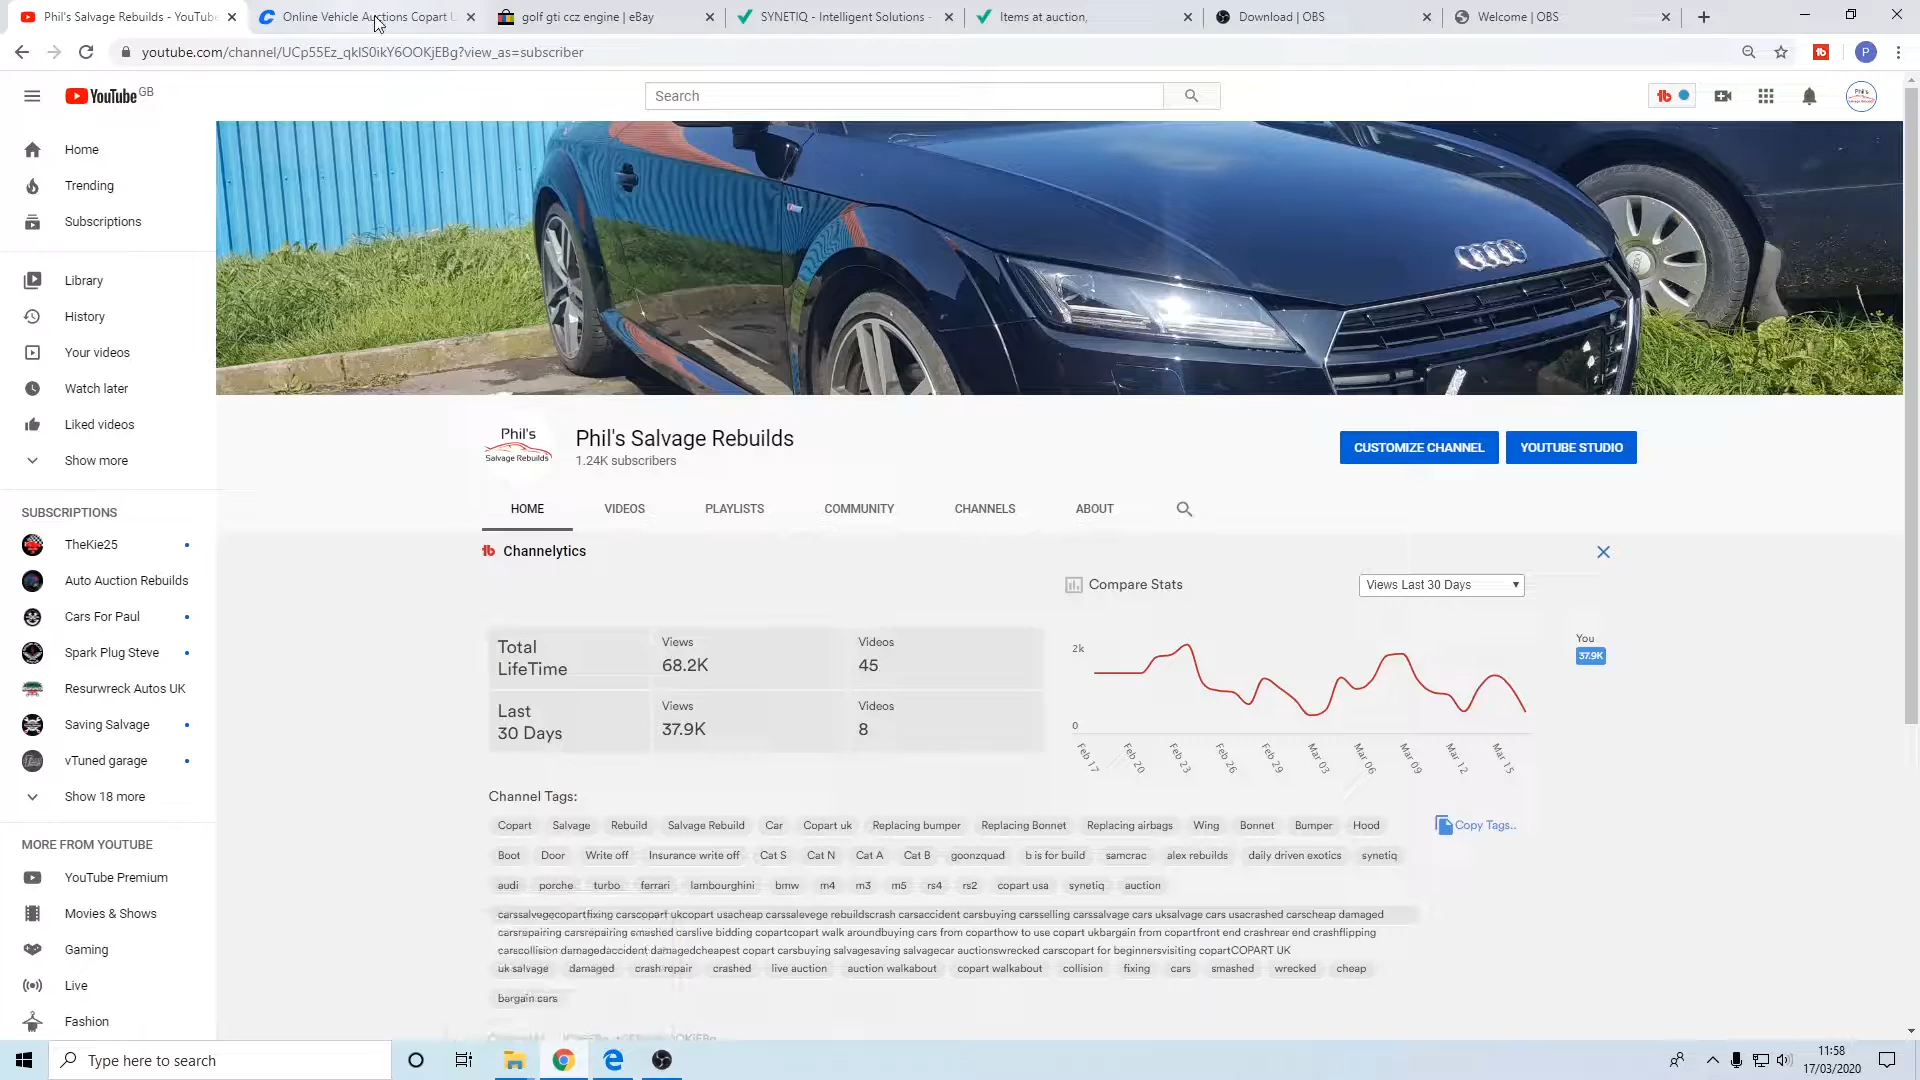 Phil's Salvage Rebuilds - YouTube
Online Vehicle Auctions Copart U
golf gti ccz engine | eBay
SYNETIQ - Intelligent Solutions -
Items at auction,
Download | OBS
Welcome | OBS
youtube.com/channel/UCp55Ez_qkIS0ikY6OOKjEBg?view_as=subscriber
P
YouTube GB
Search
Home
Trending
Subscriptions
Library
History
Your videos
Watch later
Liked videos
Show more
SUBSCRIPTIONS
TheKie25
Auto Auction Rebuilds
Cars For Paul
Spark Plug Steve
Resurwreck Autos UK
Saving Salvage
vTuned garage
Show 18 more
MORE FROM YOUTUBE
YouTube Premium
Movies & Shows
Gaming
Live
Fashion
Phil's
Salvage Rebuilds
Phil's Salvage Rebuilds
1.24K subscribers
CUSTOMIZE CHANNEL
YOUTUBE STUDIO
HOME VIDEOS PLAYLISTS COMMUNITY CHANNELS ABOUT
Channelytics
Compare Stats
Views Last 30 Days
Total LifeTime
Views
68.2K
Videos
45
Last 30 Days
Views
37.9K
Videos
8
2k
0
Feb 17
Feb 20
Feb 23
Feb 26
Feb 29
Mar 03
Mar 06
Mar 09
Mar 12
Mar 15
You
37.9K
Channel Tags:
Copart Salvage Rebuild Salvage Rebuild Car Copart uk Replacing bumper Replacing Bonnet Replacing airbags Wing Bonnet Bumper Hood
Copy Tags..
Boot Door Write off Insurance write off Cat S Cat N Cat A Cat B goonzquad b is for build samcrac alex rebuilds daily driven exotics synetiq
audi porche turbo ferrari lambourghini bmw m4 m3 m5 rs4 rs2 copart usa synetiq auction
carssalvegecopartfixing carscopart ukcopart usacheap carssalevege rebuildscrash carsaccident carsbuying carsselling carssalvage cars uksalvage cars usacrashed carscheap damaged
carsrepairing carsrepairing smashed carslive bidding copartcopart walk aroundbuying cars from coparthow to use copart ukbargain from copartfront end crashrear end crashflipping
carscollision damagedaccident damagedcheapest copart carsbuying salvagesaving salvagecar auctionswrecked carscopart for beginnersvisiting copartCOPART UK
uk salvage damaged crash repair crashed live auction auction walkabout copart walkabout collision fixing cars smashed wrecked cheap
bargain cars
Type here to search
11:58
17/03/2020